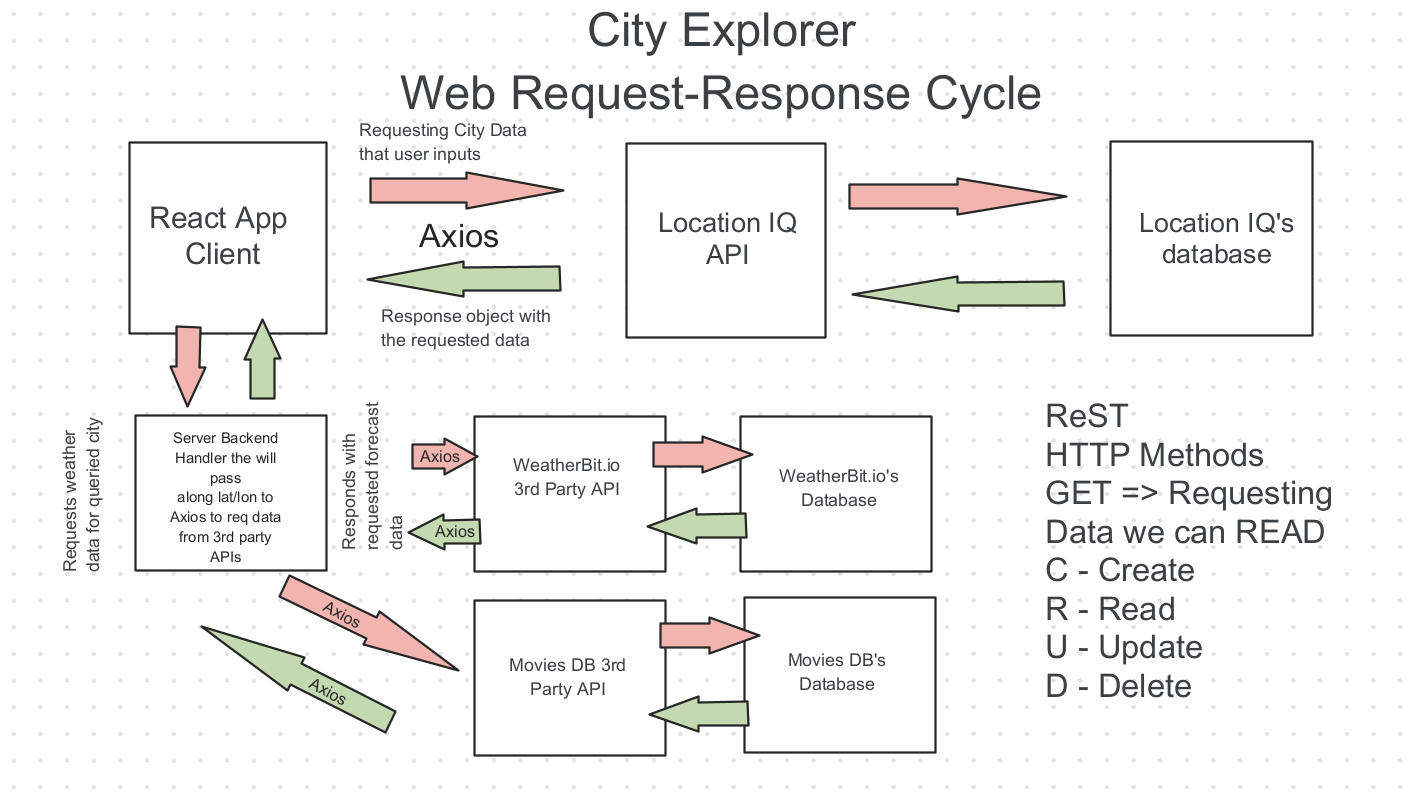 City Explorer
Web Request-Response Cycle
Requesting City Data
that user inputs
React App
Client
Axios
Location IQ
API
Location IQ's
database
Response object with
the requested data
Requests weather
data for queried city
Server Backend
Handler the will
pass
along lat/lon to
Axios to req data
from 3rd party
APIs
Responds with
requested forecast
data
Axios
Axios
WeatherBit.io
3rd Party API
WeatherBit.io's
Database
Axios
Axios
Movies DB 3rd
Party API
Movies DB's
Database
ReST
HTTP Methods
GET => Requesting
Data we can READ
C - Create
R - Read
U - Update
D - Delete